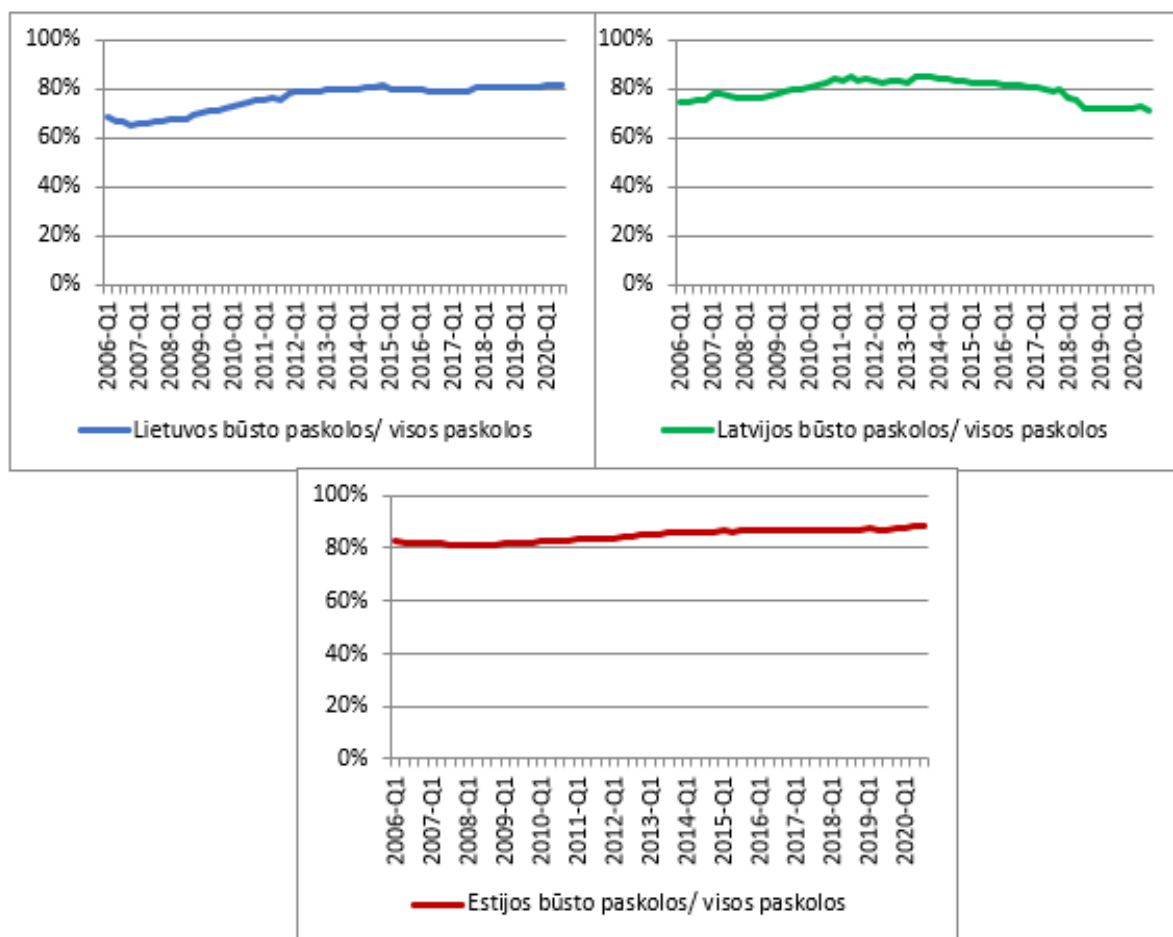 100%
80%
60%
40%
20%
0%
2006-Q1
2007-Q1
2008-Q1
2009-Q1
2010-Q1
2011-Q1
2012-Q1
2013-Q1
2014-Q1
2015-Q1
2016-Q1
2017-Q1
2018-Q1
2019-Q1
2020-Q1
Lietuvos būsto paskolos/ visos paskolos
100%
80%
60%
40%
20%
0%
2006-Q1
2007-Q1
2008-Q1
2009-Q1
2010-Q1
2011-Q1
2012-Q1
2013-Q1
2014-Q1
2015-Q1
2016-Q1
2017-Q1
2018-Q1
2019-Q1
2020-Q1
Latvijos būsto paskolos/ visos paskolos
100%
80%
60%
40%
20%
0%
2006-Q1
2007-Q1
2008-Q1
2009-Q1
2010-Q1
2011-Q1
2012-Q1
2013-Q1
2014-Q1
2015-Q1
2016-Q1
2017-Q1
2018-Q1
2019-Q1
2020-Q1
Estijos būsto paskolos/ visos paskolos